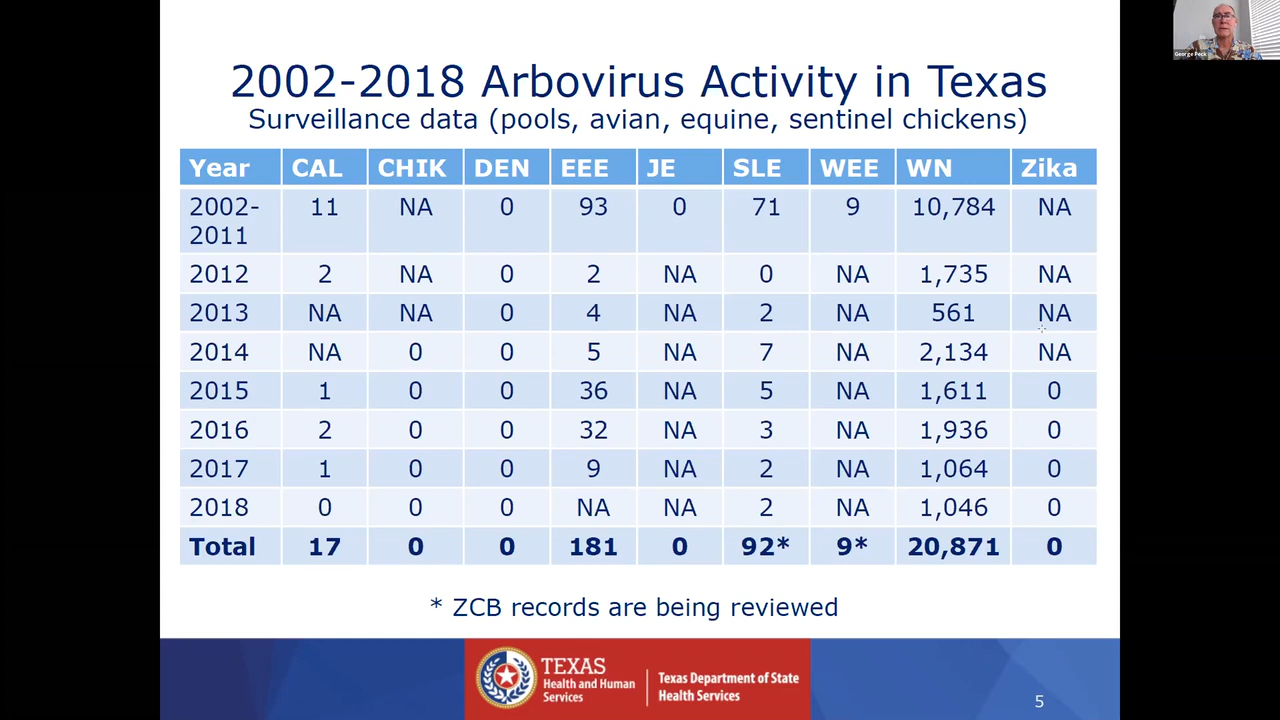 George Peck
2002-2018 Arbovirus Activity in Texas
Surveillance data (pools, avian, equine, sentinel chickens)
Year CAL CHIK DEN EEE JE SLE WEE WN Zika
2002-
2011 11 NA 0 93 0 71 9 10,784 NA
2012 2 NA 0 2 NA 0 NA 1,735 NA
2013 NA NA 0 4 NA 2 NA 561 NA
2014 NA 0 0 5 NA 7 NA 2,134 NA
2015 1 0 0 36 NA 5 NA 1,611 0
2016 2 0 0 32 NA 3 NA 1,936 0
2017 1 0 0 9 NA 2 NA 1,064 0
2018 0 0 0 NA NA 2 NA 1,046 0
Total 17 0 0 181 0 92* 9* 20,871 0
* ZCB records are being reviewed
TEXAS
Health and Human
Services
Texas Department of State
Health Services
5